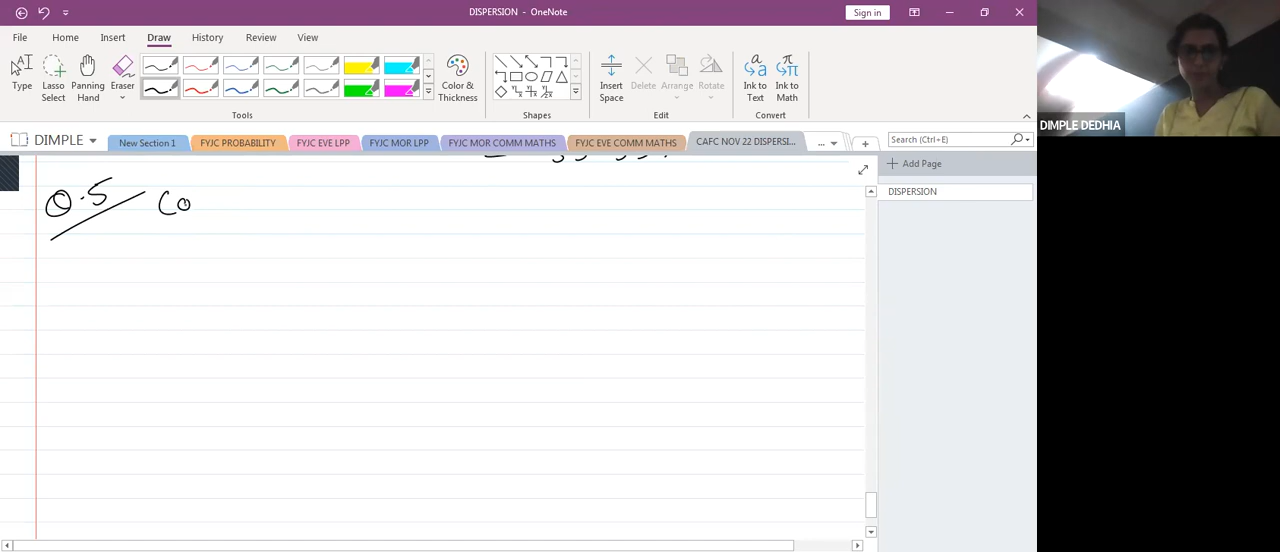 DISPERSION - OneNote
Sign in
File Home Insert Draw History Review View
Type
Lasso Select
Panning Hand
Eraser
Color & Thickness
Insert Space
Delete
Arrange
Rotate
Ink to Text
Ink to Math
Tools
Shapes
Edit
Convert
DIMPLE
New Section 1
FYJC PROBABILITY
FYJC EVE LPP
FYJC MOR LPP
FYJC MOR COMM MATHS
FYJC EVE COMM MATHS
CAFC NOV 22 DISPERSI...
...
Search (Ctrl+E)
Add Page
DISPERSION
DIMPLE DEDHIA
Q.5 Co